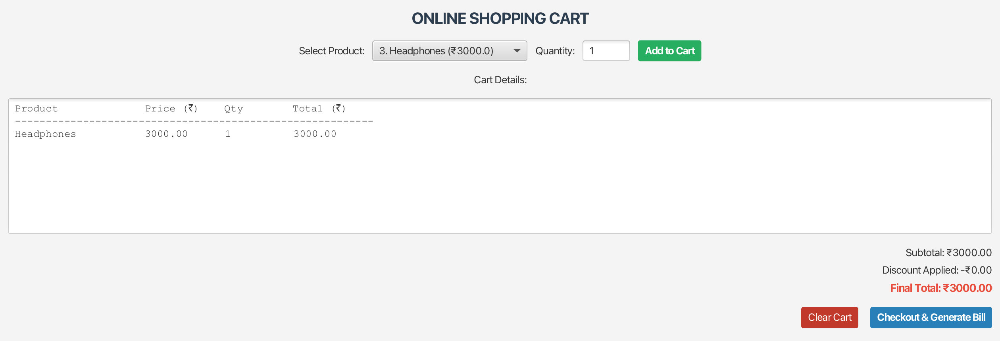 ONLINE SHOPPING CART
Select Product: 3. Headphones (₹3000.0) Quantity: 1 Add to Cart
Cart Details:
Product Price (₹) Qty Total (₹)
----------------------------------------------------------
Headphones 3000.00 1 3000.00
Subtotal: ₹3000.00
Discount Applied: -₹0.00
Final Total: ₹3000.00
Clear Cart Checkout & Generate Bill